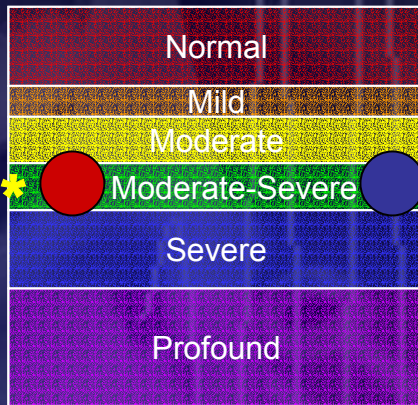 Normal
Mild
Moderate
* Moderate-Severe
Severe
Profound